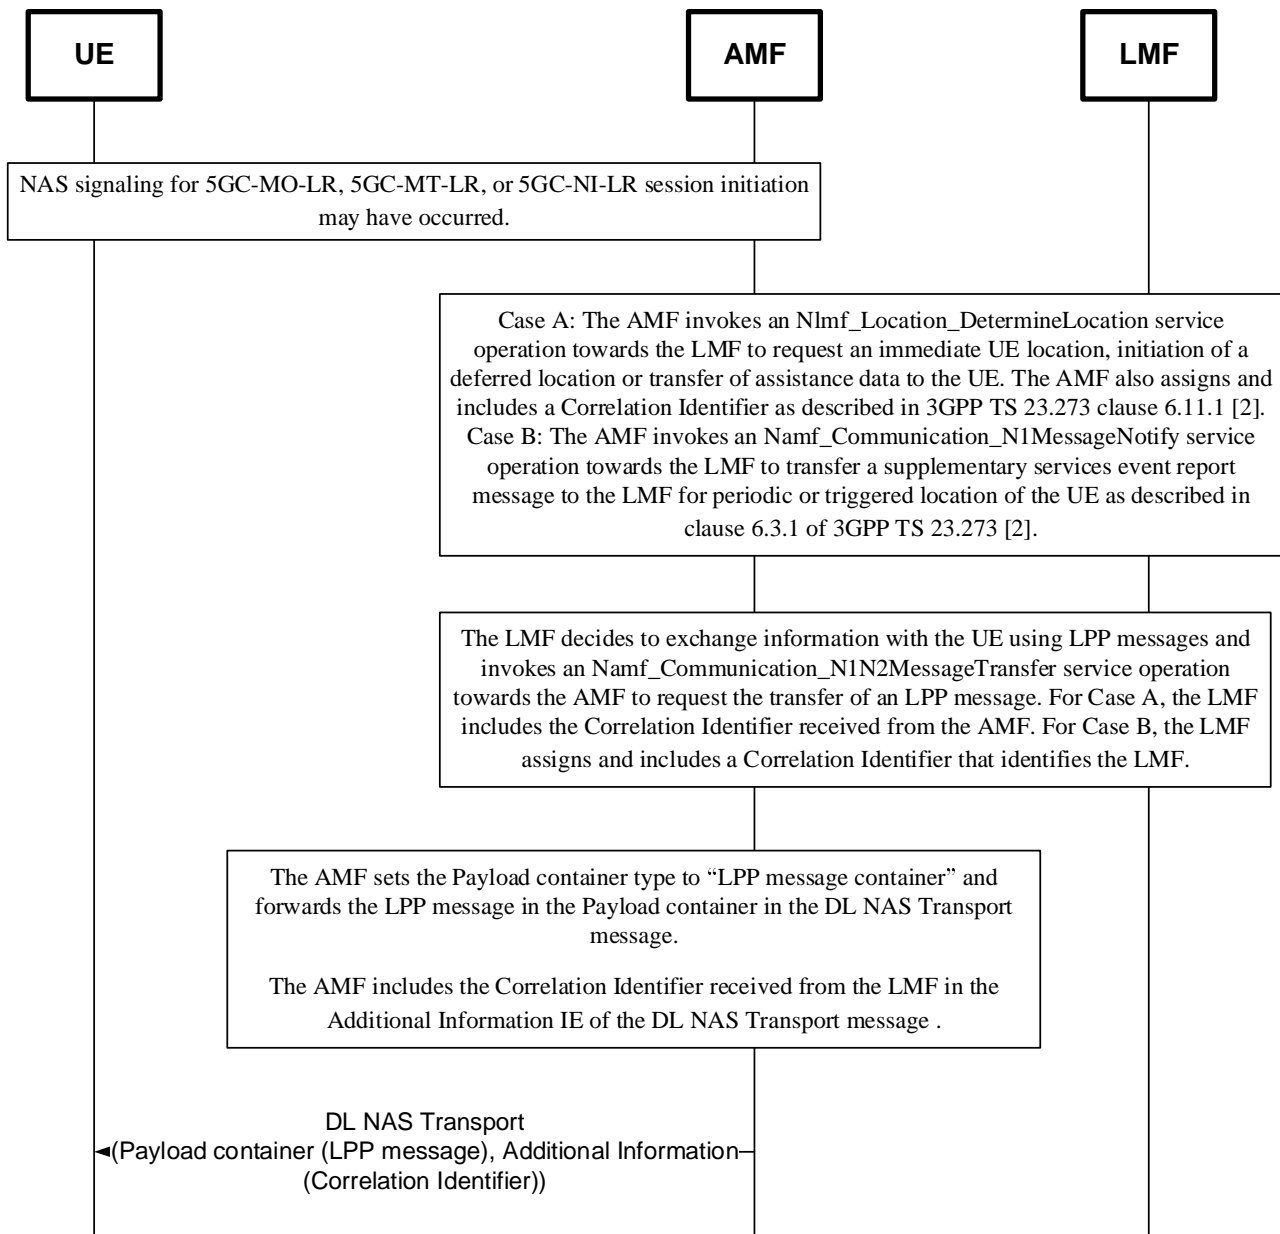 UE
AMF
LMF
NAS signaling for 5GC-MO-LR, 5GC-MT-LR, or 5GC-NI-LR session initiation
may have occurred.
Case A: The AMF invokes an Nlmf_Location_DetermineLocation service
operation towards the LMF to request an immediate UE location, initiation of a
deferred location or transfer of assistance data to the UE. The AMF also assigns and
includes a Correlation Identifier as described in 3GPP TS 23.273 clause 6.11.1 [2].
Case B: The AMF invokes an Namf_Communication_N1MessageNotify service
operation towards the LMF to transfer a supplementary services event report
message to the LMF for periodic or triggered location of the UE as described in
clause 6.3.1 of 3GPP TS 23.273 [2].
The LMF decides to exchange information with the UE using LPP messages and
invokes an Namf_Communication_N1N2MessageTransfer service operation
towards the AMF to request the transfer of an LPP message. For Case A, the LMF
includes the Correlation Identifier received from the AMF. For Case B, the LMF
assigns and includes a Correlation Identifier that identifies the LMF.
The AMF sets the Payload container type to “LPP message container” and
forwards the LPP message in the Payload container in the DL NAS Transport
message.
The AMF includes the Correlation Identifier received from the LMF in the
Additional Information IE of the DL NAS Transport message .
DL NAS Transport
(Payload container (LPP message), Additional Information
(Correlation Identifier))